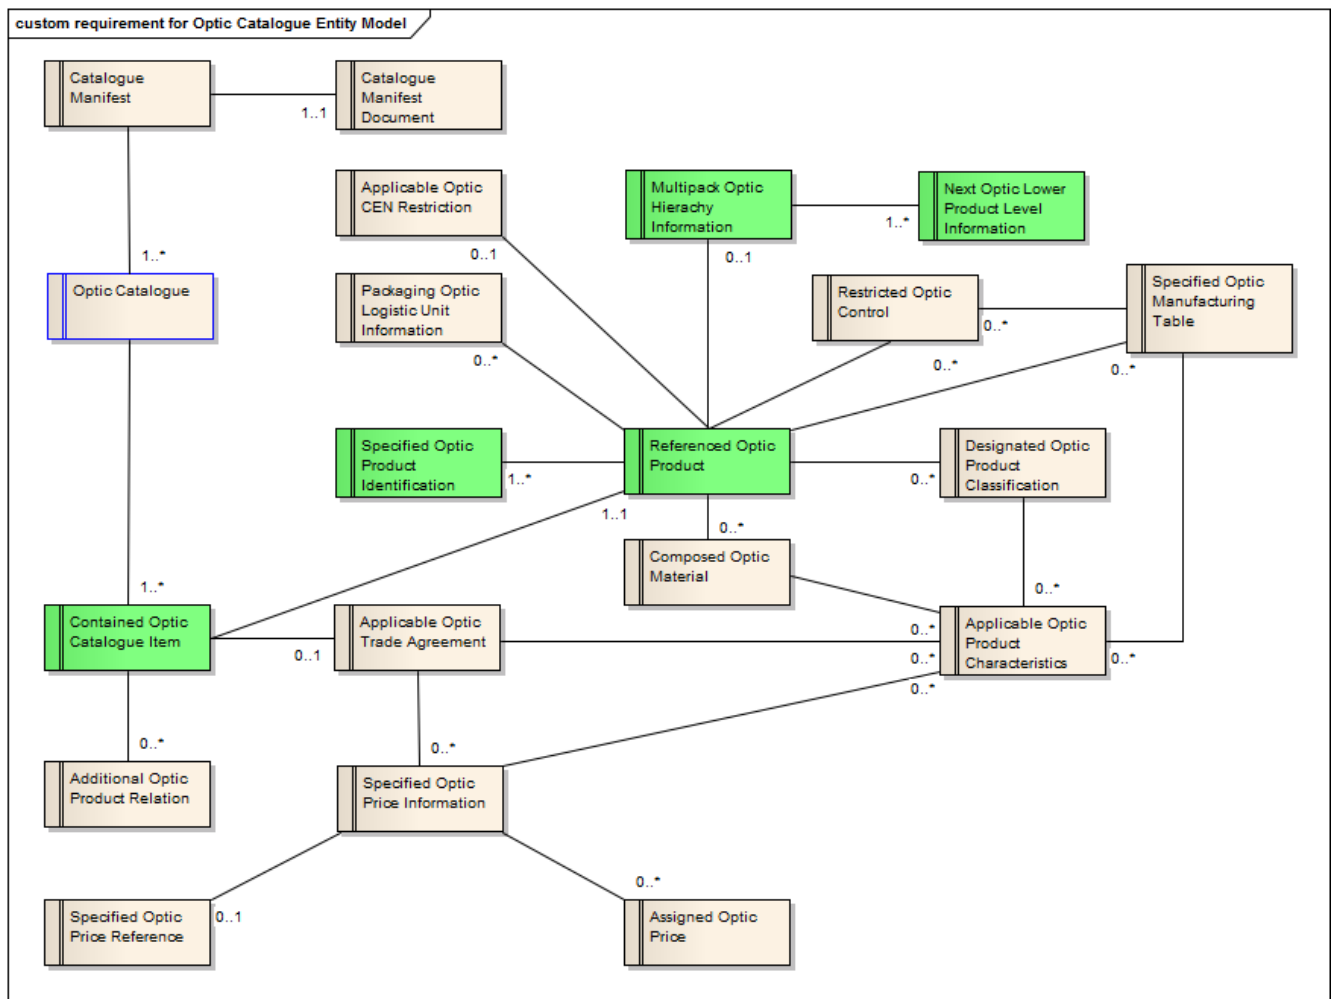 custom requirement for Optic Catalogue Entity Model
Catalogue
Manifest
Catalogue
Manifest
Document
1..1
Applicable Optic
CEN Restriction
0..1
Multipack Optic
Hierachy
Information
0..1
Next Optic Lower
Product Level
Information
1..*
1..*
Optic Catalogue
Packaging Optic
Logistic Unit
Information
0..*
Restricted Optic
Control
0..*
0..*
Specified Optic
Manufacturing
Table
0..*
Specified Optic
Product
Identification
1..*
Referenced Optic
Product
1..1
0..*
Designated Optic
Product
Classification
0..*
Composed Optic
Material
0..*
1..*
Contained Optic
Catalogue Item
0..1
Applicable Optic
Trade Agreement
0..*
0..*
0..*
Applicable Optic
Product
Characteristics
0..*
0..*
Additional Optic
Product Relation
0..*
Specified Optic
Price Information
0..1
Specified Optic
Price Reference
0..*
Assigned Optic
Price